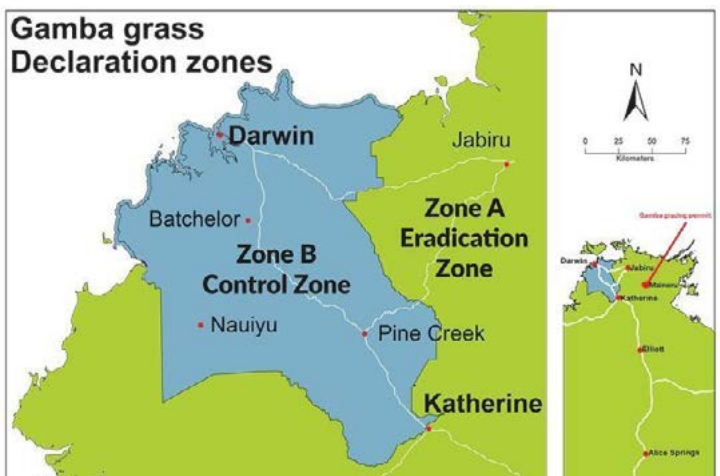 Gamba grass
Declaration zones
N
0 25 50 75
Kilometers
Darwin
Jabiru
Batchelor
Zone A
Eradication
Zone
Zone B
Control Zone
Nauiyu
Pine Creek
Katherine
Gamba grazing permit
Darwin
Jabiru
Mainoru
Katherine
Elliott
Alice Springs